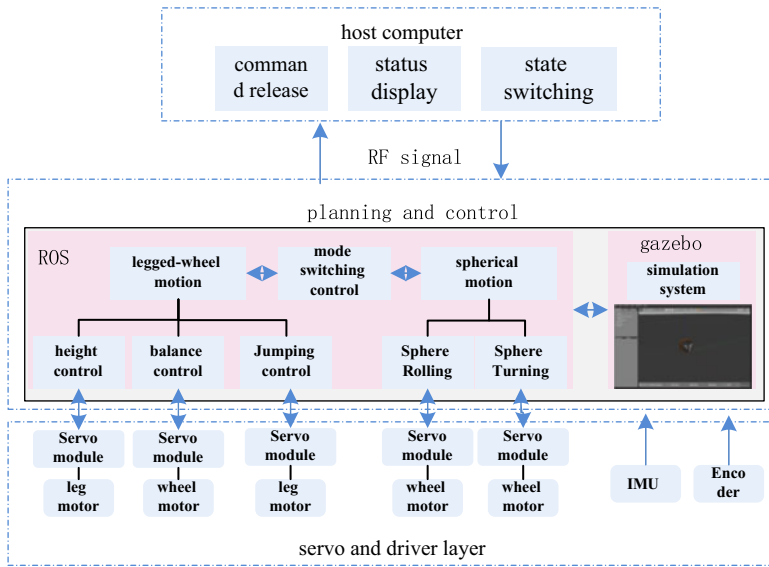 host computer
comman
d release
status
display
state
switching
RF signal
planning and control
ROS
legged-wheel
motion
mode
switching
control
spherical
motion
gazebo
simulation
system
height
control
balance
control
Jumping
control
Sphere
Rolling
Sphere
Turning
Servo
module
Servo
module
Servo
module
Servo
module
Servo
module
leg
motor
wheel
motor
leg
motor
wheel
motor
wheel
motor
IMU
Enco
der
servo and driver layer